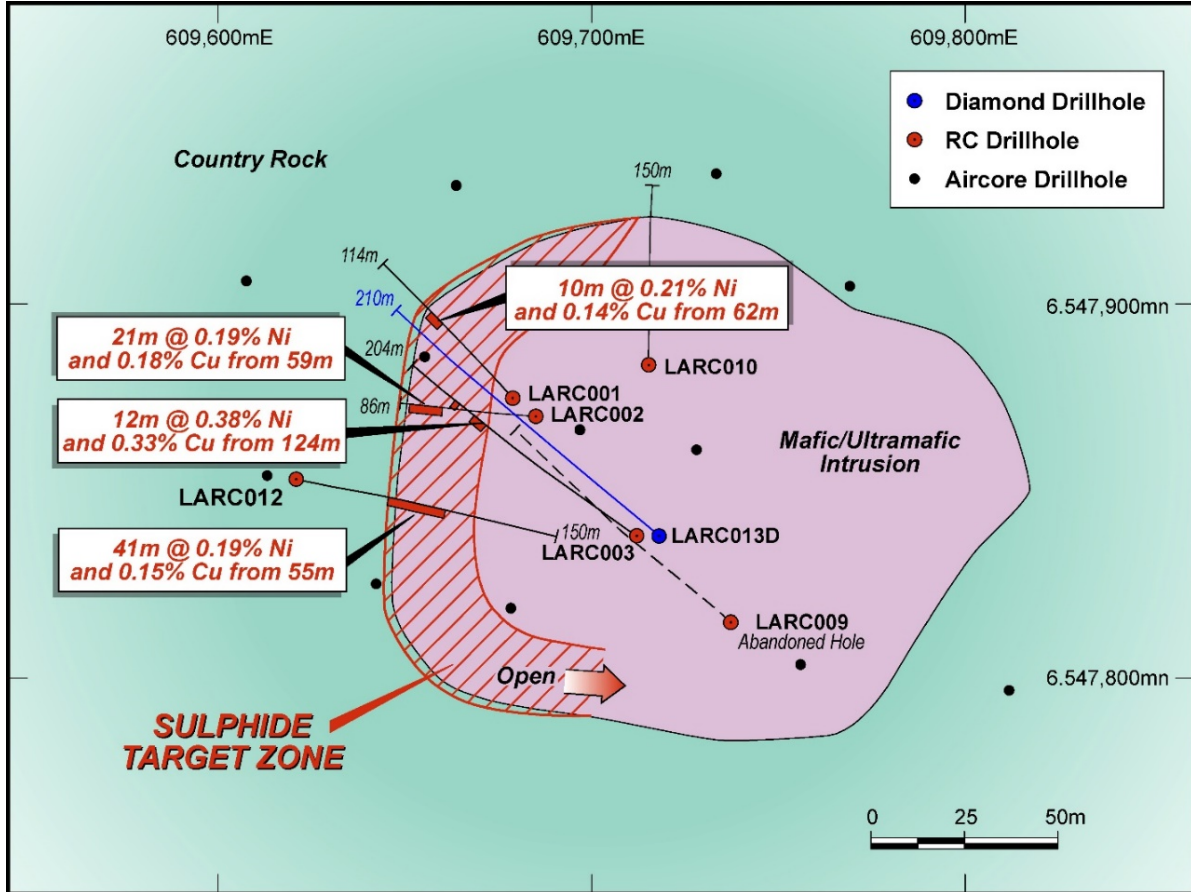 609,600mE
609,700mE
609,800mE
Diamond Drillhole
RC Drillhole
Aircore Drillhole
Country Rock
150m
114m
210m
10m @ 0.21% Ni
and 0.14% Cu from 62m
6.547,900mn
21m @ 0.19% Ni
and 0.18% Cu from 59m
204m
LARC010
LARC001
86m
LARC002
12m @ 0.38% Ni
and 0.33% Cu from 124m
Mafic/Ultramafic
Intrusion
LARC012
150m
LARC003
LARC013D
41m @ 0.19% Ni
and 0.15% Cu from 55m
LARC009
Abandoned Hole
Open
6.547,800mn
SULPHIDE
TARGET ZONE
0
25
50m